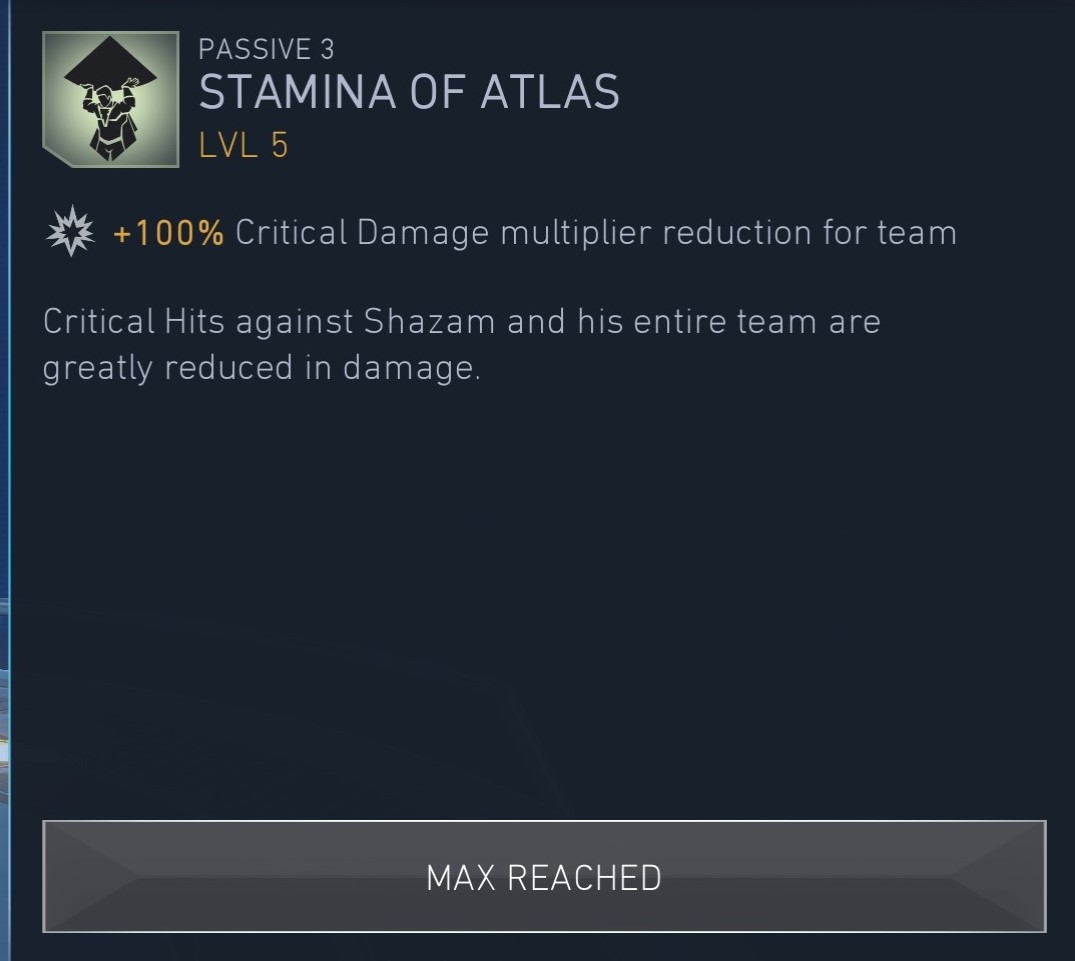 PASSIVE 3
STAMINA OF ATLAS
LVL 5
+100% Critical Damage multiplier reduction for team
Critical Hits against Shazam and his entire team are
greatly reduced in damage.
MAX REACHED